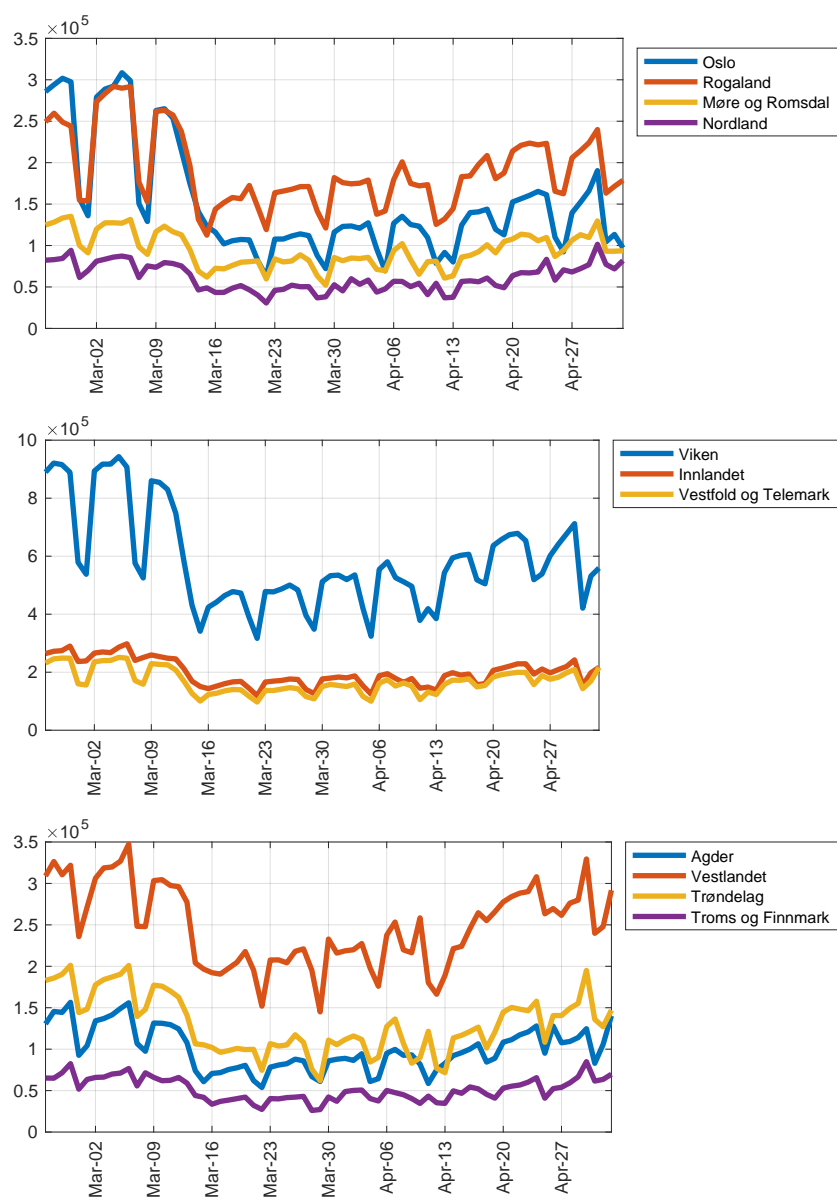 ×10^5
3.5
3
2.5
2
1.5
1
0.5
0
Mar-02
Mar-09
Mar-16
Mar-23
Mar-30
Apr-06
Apr-13
Apr-20
Apr-27
Oslo
Rogaland
Møre og Romsdal
Nordland
×10^5
10
8
6
4
2
0
Mar-02
Mar-09
Mar-16
Mar-23
Mar-30
Apr-06
Apr-13
Apr-20
Apr-27
Viken
Innlandet
Vestfold og Telemark
×10^5
3.5
3
2.5
2
1.5
1
0.5
0
Mar-02
Mar-09
Mar-16
Mar-23
Mar-30
Apr-06
Apr-13
Apr-20
Apr-27
Agder
Vestlandet
Trøndelag
Troms og Finnmark